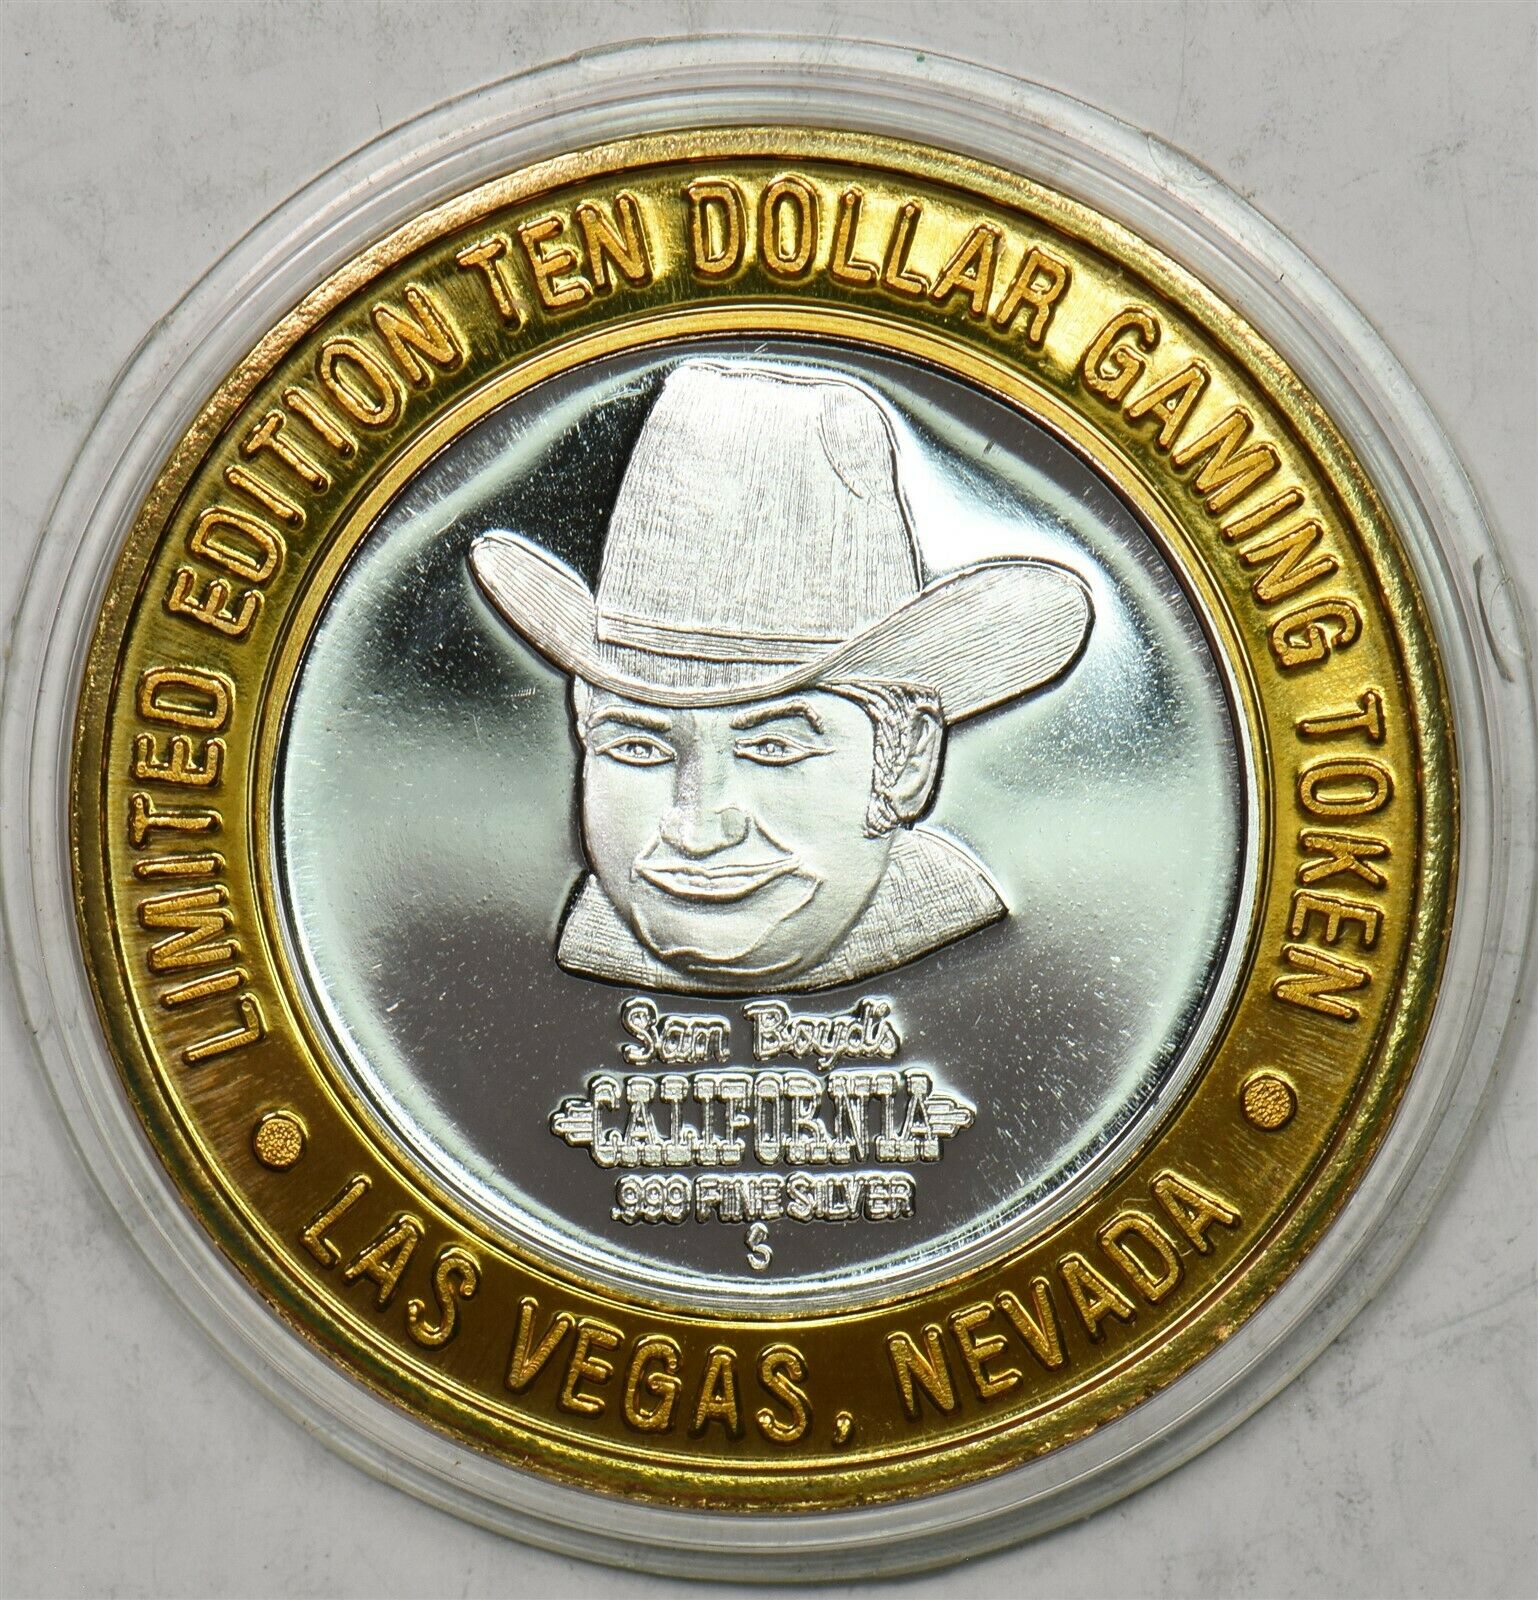 LIMITED EDITION TEN DOLLAR GAMING TOKEN
Sam Boyd's
CALIFORNIA
.999 FINE SILVER
S
• LAS VEGAS, NEVADA •